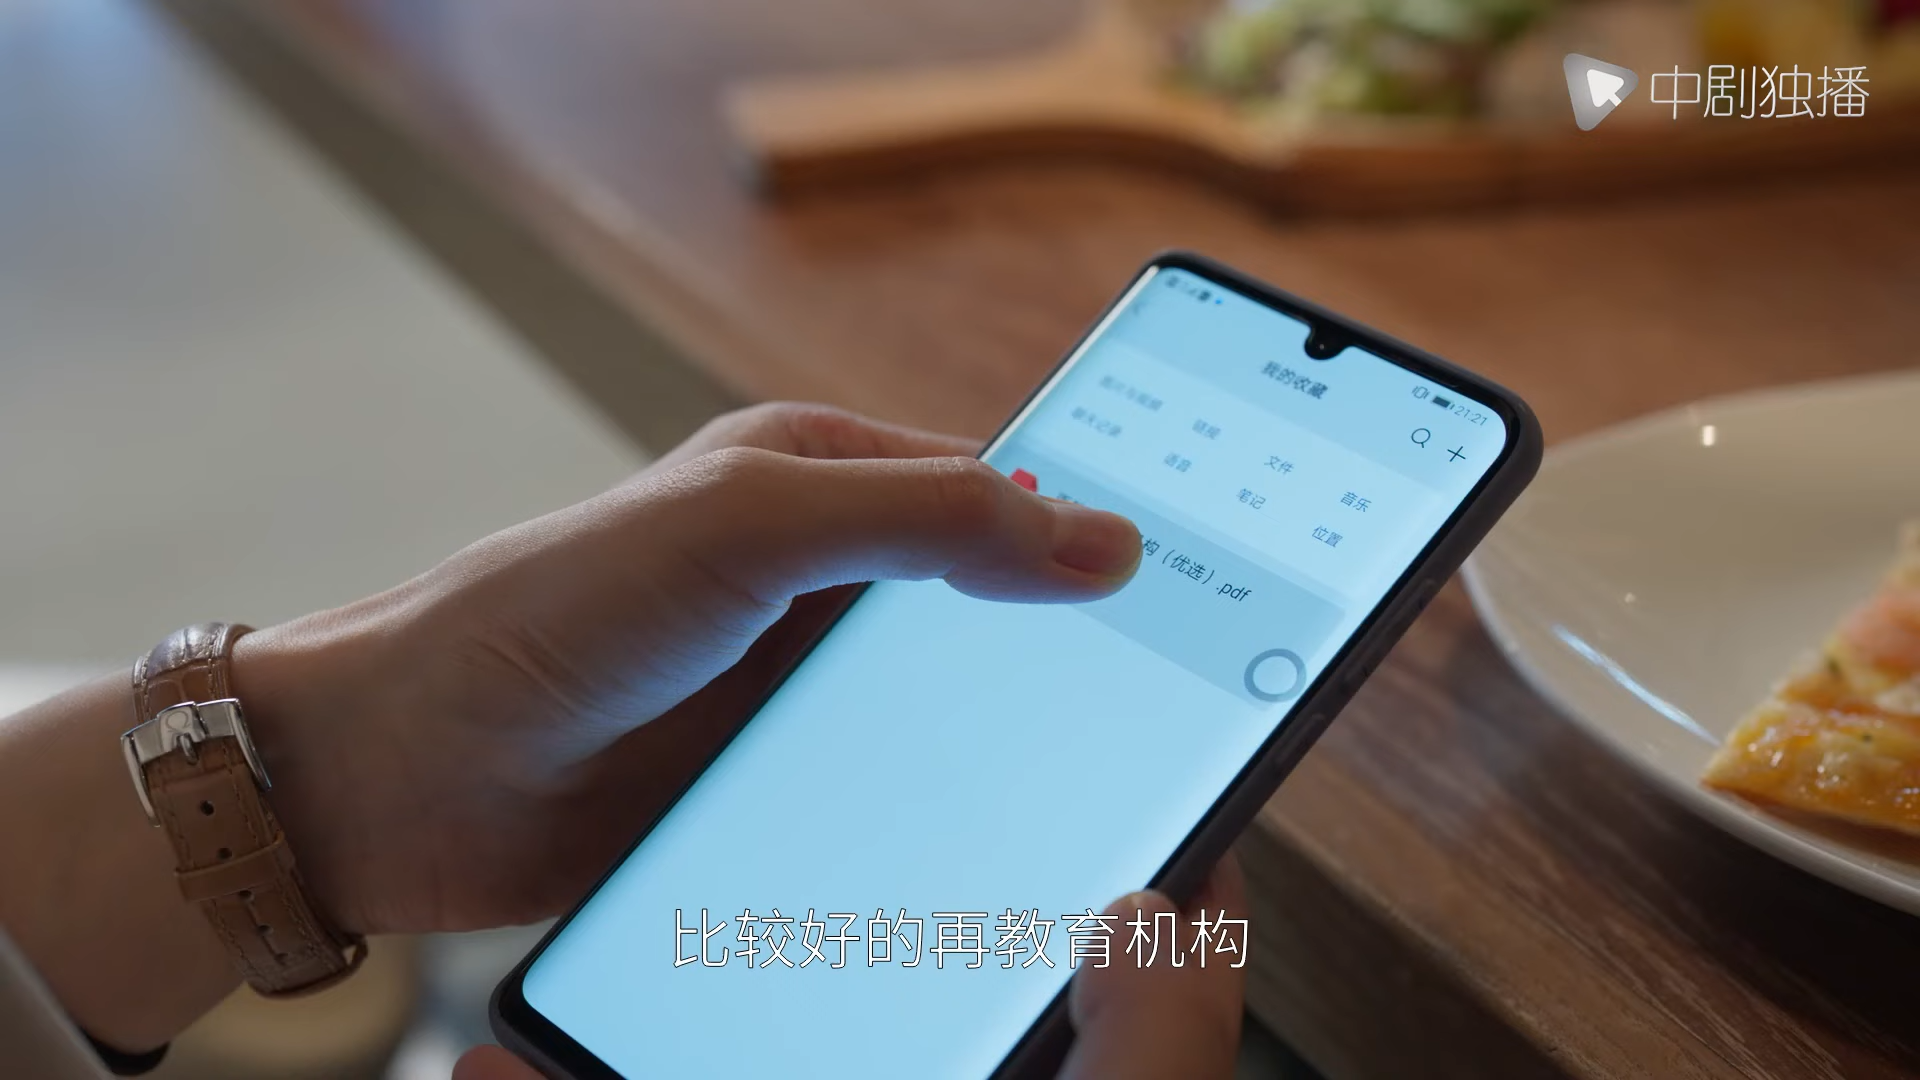 中剧独播
21:21
我的收藏
图片与视频 链接 文件 音乐
聊天记录 语音 笔记 位置
构（优选）.pdf
比较好的再教育机构